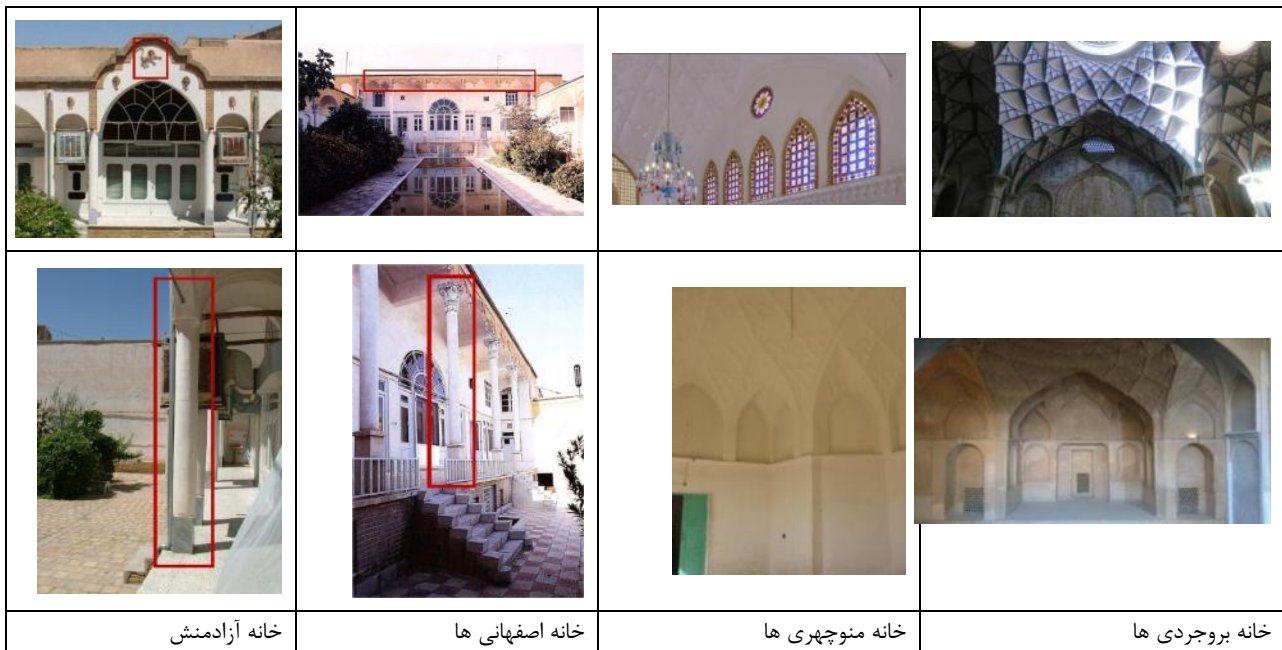 خانه بروجردی ها
خانه منوچهری ها
خانه اصفهانی ها
خانه آزادمنش